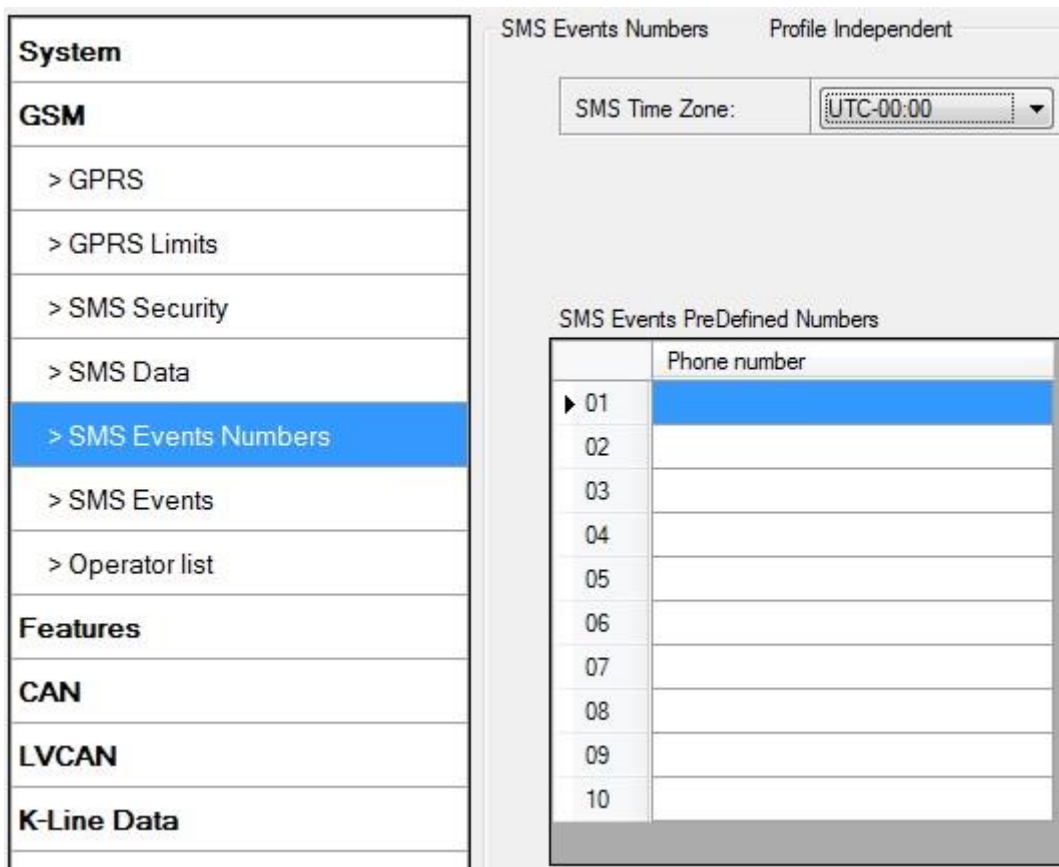 System
GSM
> GPRS
> GPRS Limits
> SMS Security
> SMS Data
> SMS Events Numbers
> SMS Events
> Operator list
Features
CAN
LVCAN
K-Line Data
SMS Events Numbers Profile Independent
SMS Time Zone: UTC-00:00
SMS Events PreDefined Numbers
Phone number
01
02
03
04
05
06
07
08
09
10